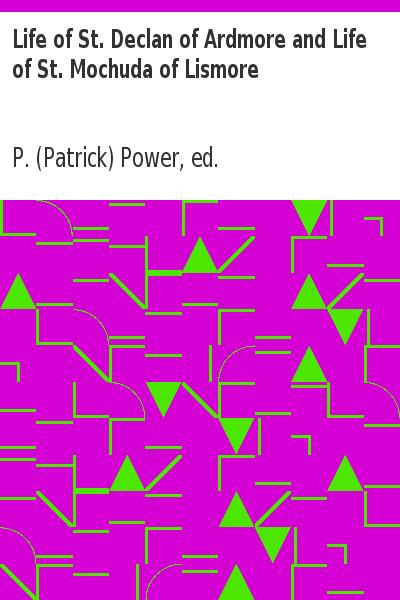 Life of St. Declan of Ardmore and Life
of St. Mochuda of Lismore
P. (Patrick) Power, ed.